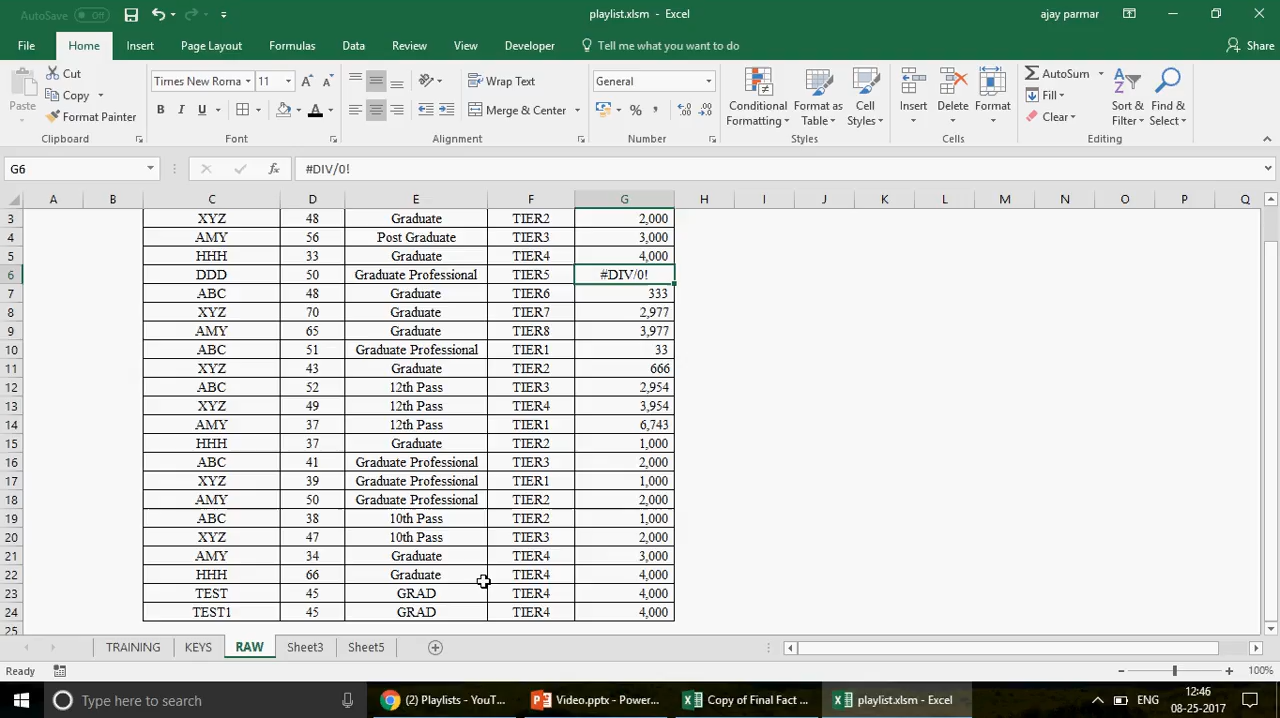 AutoSave Off
playlist.xlsm - Excel
ajay parmar
File Home Insert Page Layout Formulas Data Review View Developer Tell me what you want to do Share
Paste
Cut
Copy
Format Painter
Clipboard
Times New Roma 11
B I U
Font
Wrap Text
Merge & Center
Alignment
General
%
Number
Conditional Formatting
Format as Table
Cell Styles
Styles
Insert
Delete
Format
Cells
AutoSum
Fill
Clear
Sort & Filter
Find & Select
Editing
G6 fx #DIV/0!
A B C D E F G H I J K L M N O P Q
3 XYZ 48 Graduate TIER2 2,000
4 AMY 56 Post Graduate TIER3 3,000
5 HHH 33 Graduate TIER4 4,000
6 DDD 50 Graduate Professional TIER5 #DIV/0!
7 ABC 48 Graduate TIER6 333
8 XYZ 70 Graduate TIER7 2,977
9 AMY 65 Graduate TIER8 3,977
10 ABC 51 Graduate Professional TIER1 33
11 XYZ 43 Graduate TIER2 666
12 ABC 52 12th Pass TIER3 2,954
13 XYZ 49 12th Pass TIER4 3,954
14 AMY 37 12th Pass TIER1 6,743
15 HHH 37 Graduate TIER2 1,000
16 ABC 41 Graduate Professional TIER3 2,000
17 XYZ 39 Graduate Professional TIER1 1,000
18 AMY 50 Graduate Professional TIER2 2,000
19 ABC 38 10th Pass TIER2 1,000
20 XYZ 47 10th Pass TIER3 2,000
21 AMY 34 Graduate TIER4 3,000
22 HHH 66 Graduate TIER4 4,000
23 TEST 45 GRAD TIER4 4,000
24 TEST1 45 GRAD TIER4 4,000
25
TRAINING KEYS RAW Sheet3 Sheet5
Ready 100%
Type here to search
(2) Playlists - YouT...
Video.pptx - Power...
Copy of Final Fact ...
playlist.xlsm - Excel
ENG
12:46
08-25-2017